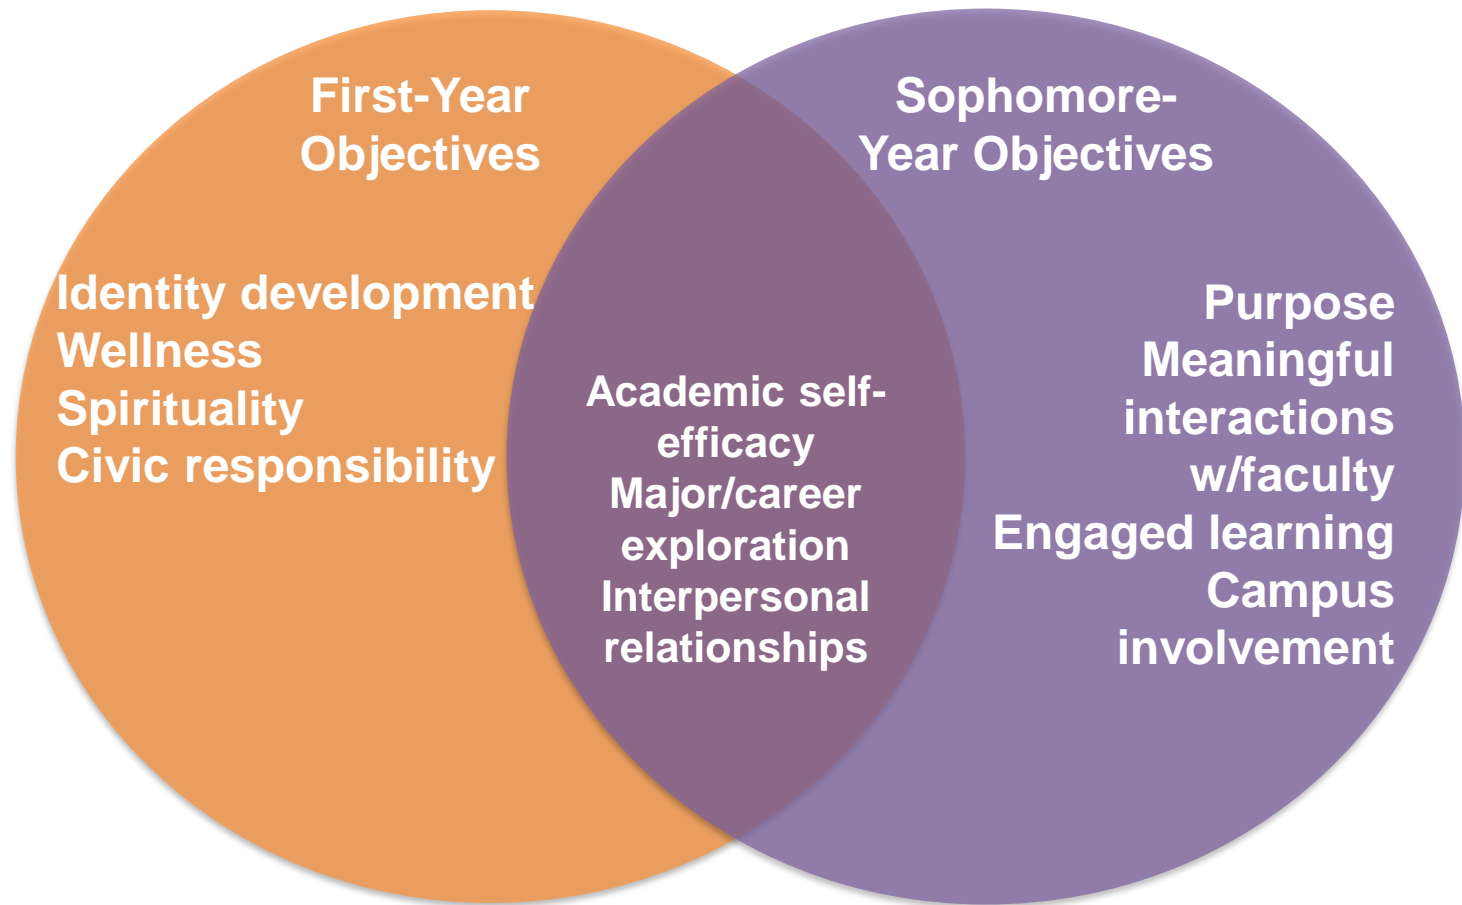 First-Year
Objectives
Identity development
Wellness
Spirituality
Civic responsibility
Academic self-
efficacy
Major/career
exploration
Interpersonal
relationships
Sophomore-
Year Objectives
Purpose
Meaningful
interactions
w/faculty
Engaged learning
Campus
involvement